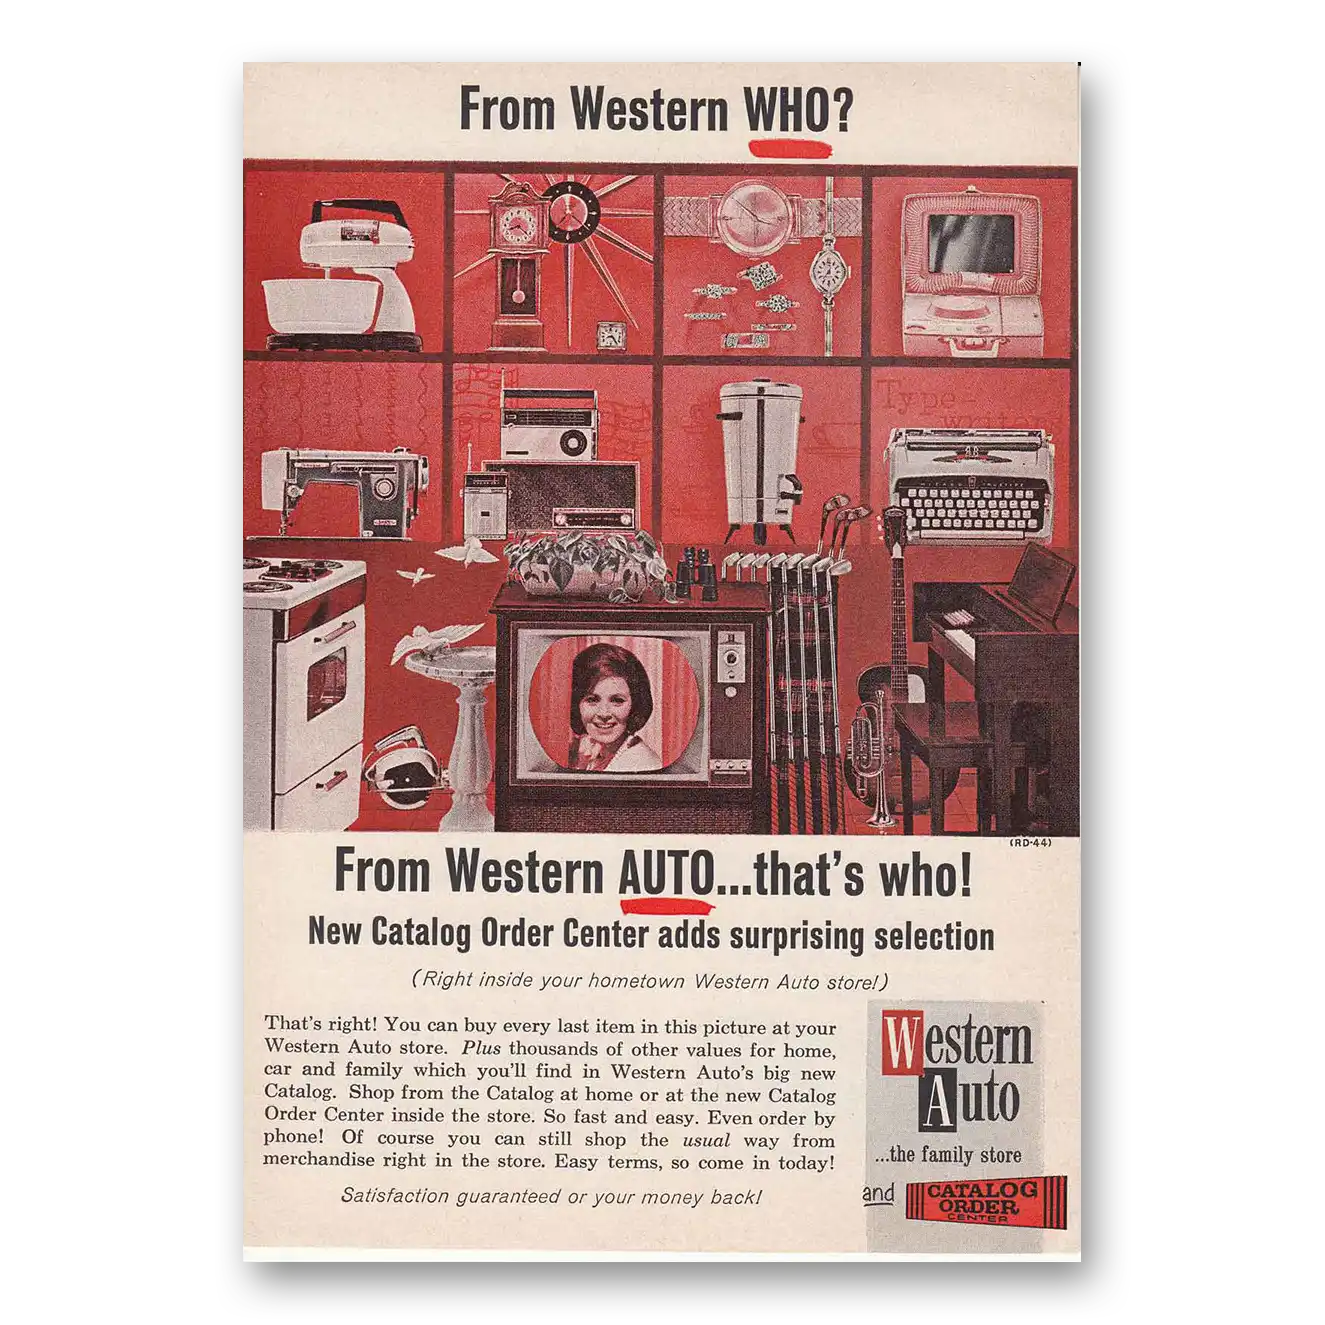 From Western WHO?
Type-
writ
(RD-44)
From Western AUTO...that's who!
New Catalog Order Center adds surprising selection
(Right inside your hometown Western Auto store!)
That's right! You can buy every last item in this picture at your
Western Auto store. Plus thousands of other values for home,
car and family which you'll find in Western Auto's big new
Catalog. Shop from the Catalog at home or at the new Catalog
Order Center inside the store. So fast and easy. Even order by
phone! Of course you can still shop the usual way from
merchandise right in the store. Easy terms, so come in today!
Satisfaction guaranteed or your money back!
Western
Auto
...the family store
and
CATALOG
ORDER
CENTER